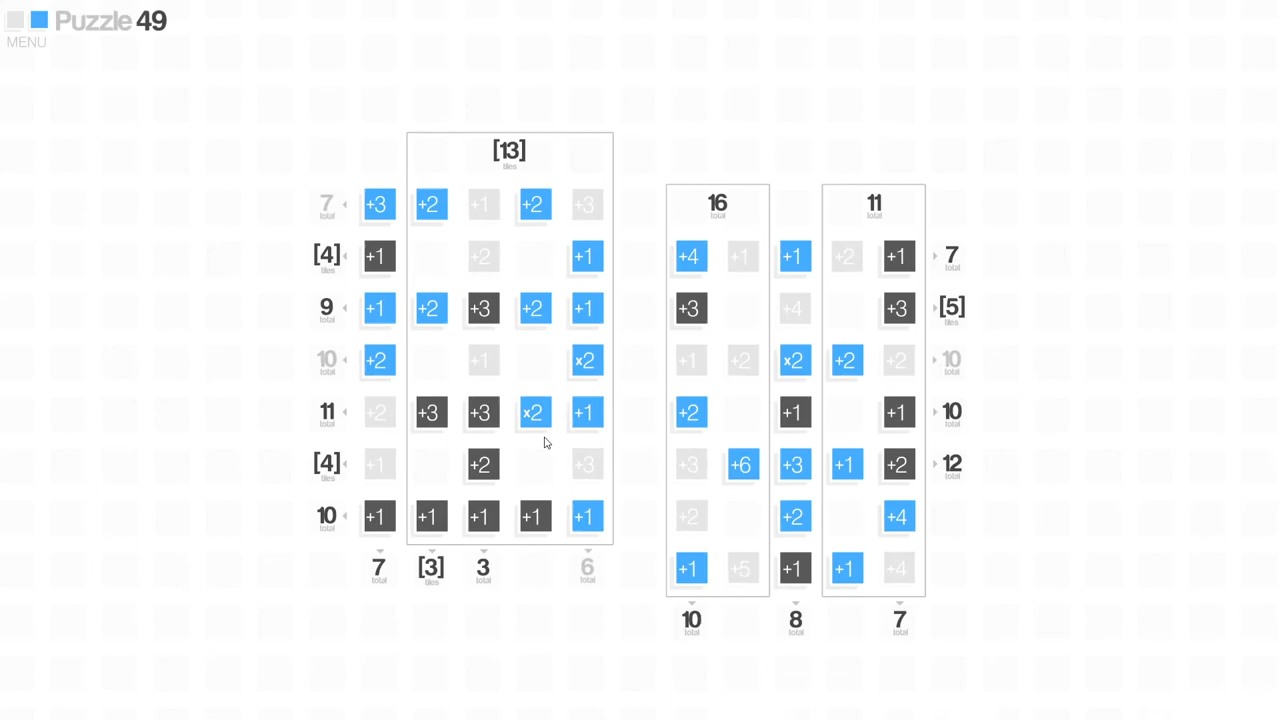 Puzzle 49
MENU
[13]
tiles
7 total +3 +2 +1 +2 +3
16 total 11 total
[4] tiles +1 +2 +1 +4 +1 +1 +2 +1 7 total
9 total +1 +2 +3 +2 +1 +3 +4 +3 [5] tiles
10 total +2 +1 x2 +1 +2 x2 +2 +2 10 total
11 total +2 +3 +3 x2 +1 +2 +1 +1 10 total
[4] tiles +1 +2 +3 +3 +6 +3 +1 +2 12 total
10 total +1 +1 +1 +1 +1 +2 +2 +4
7 total [3] tiles 3 total 6 total +1 +5 +1 +1 +4
10 total 8 total 7 total